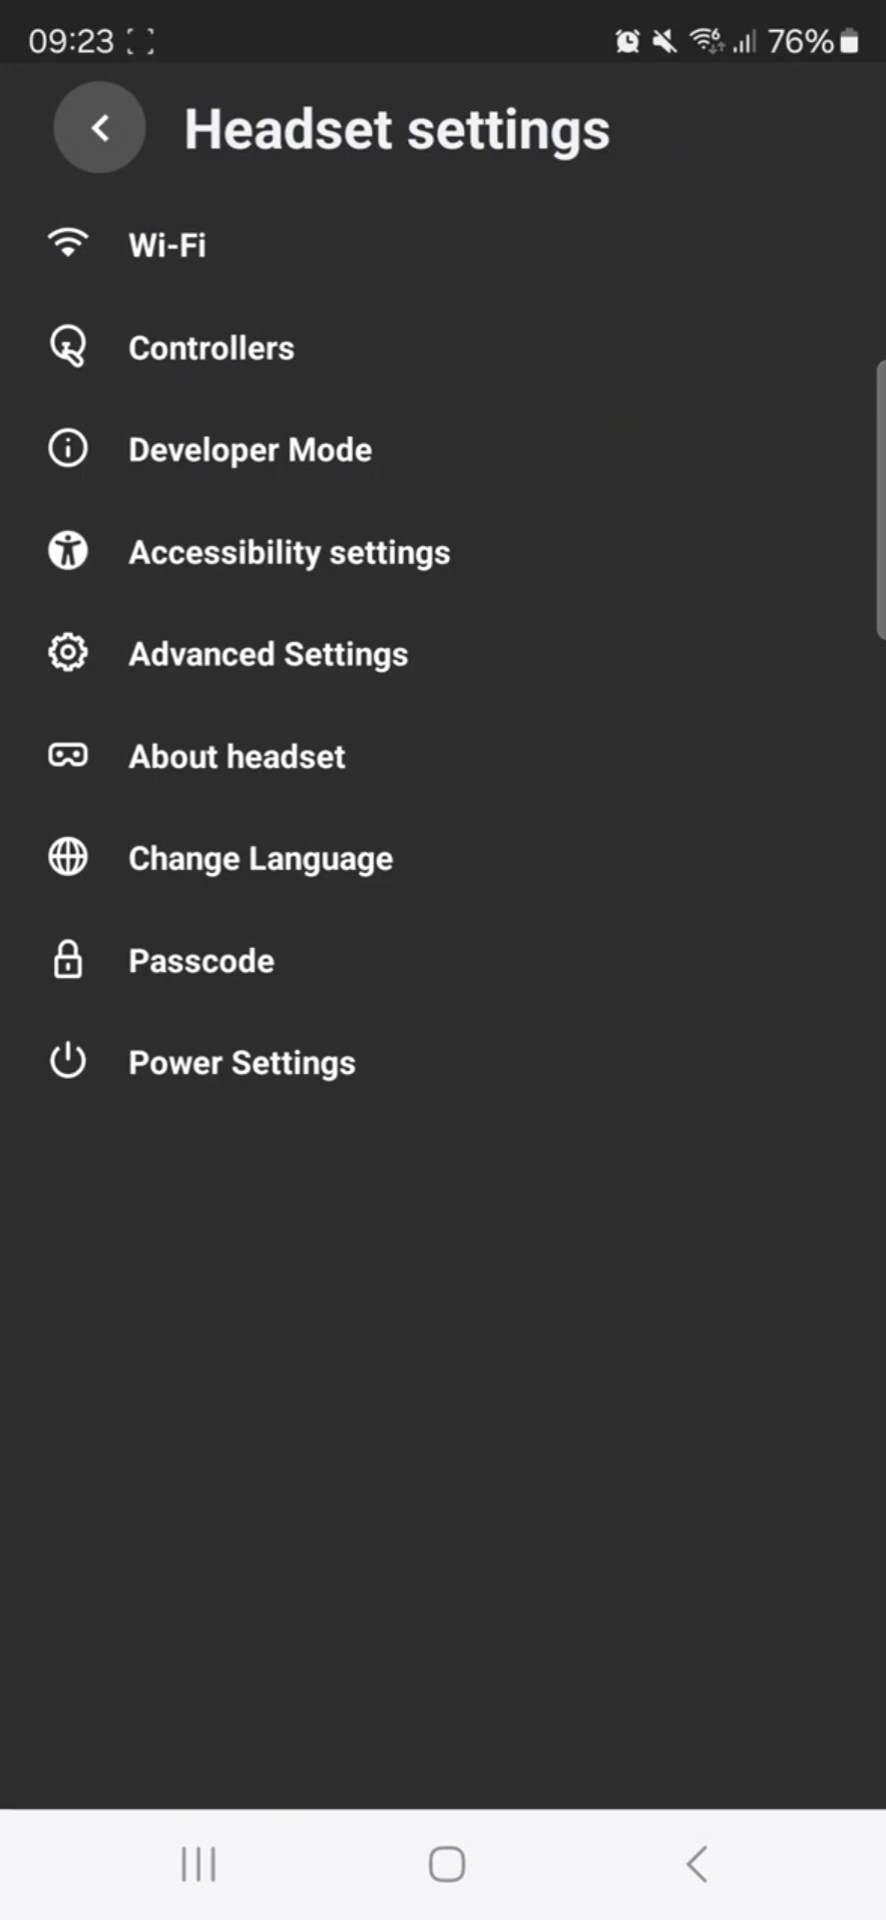 09:23
76%
Headset settings
Wi-Fi
Controllers
Developer Mode
Accessibility settings
Advanced Settings
About headset
Change Language
Passcode
Power Settings